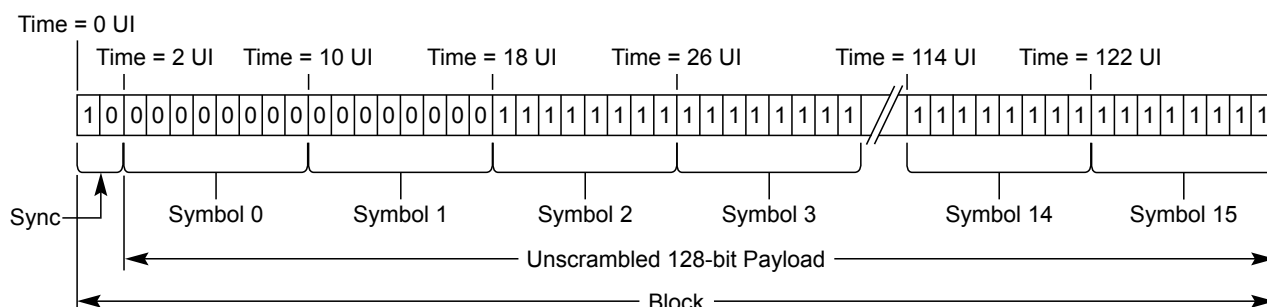 Time = 0 UI
Time = 2 UI Time = 10 UI Time = 18 UI Time = 26 UI Time = 114 UI Time = 122 UI
1 0 0 0 0 0 0 0 0 0 0 0 0 0 0 0 0 0 1 1 1 1 1 1 1 1 1 1 1 1 1 1 1 1 1 1 1 1 1 1 1 1 1 1 1 1 1 1 1 1
Sync Symbol 0 Symbol 1 Symbol 2 Symbol 3 Symbol 14 Symbol 15
Unscrambled 128-bit Payload
Block